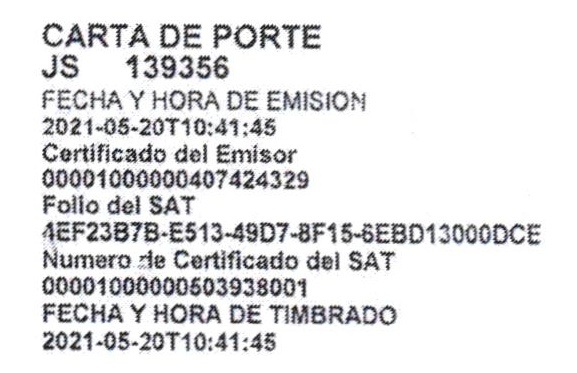 CARTA DE PORTE
JS 139356
FECHA Y HORA DE EMISION
2021-05-20T10:41:45
Certificado del Emisor
00001000000407424329
Folio del SAT
4EF23B7B-E513-49D7-8F15-6EBD13000DCE
Numero de Certificado del SAT
00001000000503938001
FECHA Y HORA DE TIMBRADO
2021-05-20T10:41:45